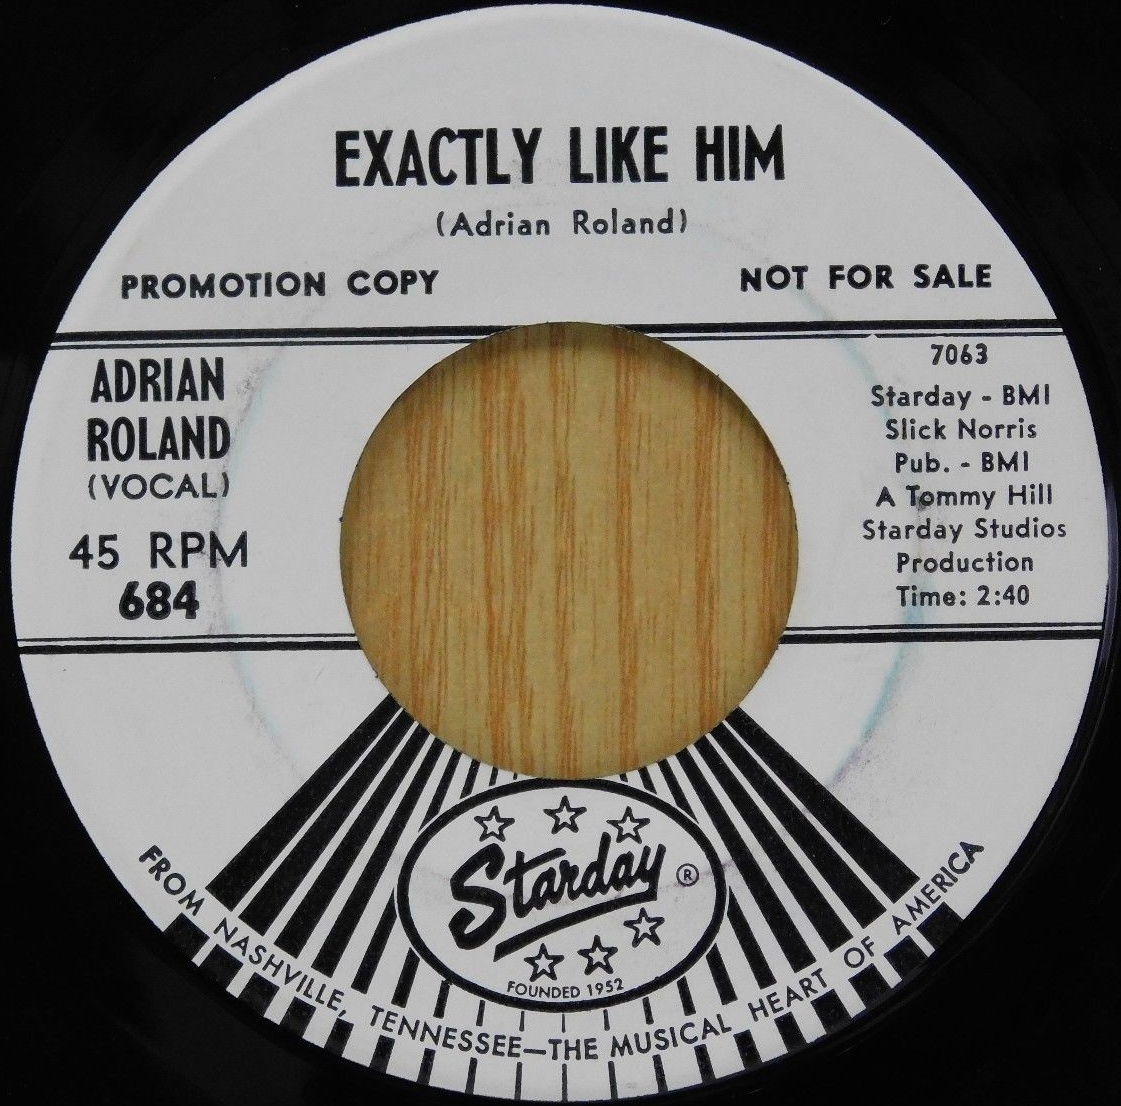 EXACTLY LIKE HIM
(Adrian Roland)
PROMOTION COPY
NOT FOR SALE
ADRIAN
ROLAND
(VOCAL)
45 RPM
684
7063
Starday - BMI
Slick Norris
Pub. - BMI
A Tommy Hill
Starday Studios
Production
Time: 2:40
Starday ®
FOUNDED 1952
FROM NASHVILLE, TENNESSEE—THE MUSICAL HEART OF AMERICA